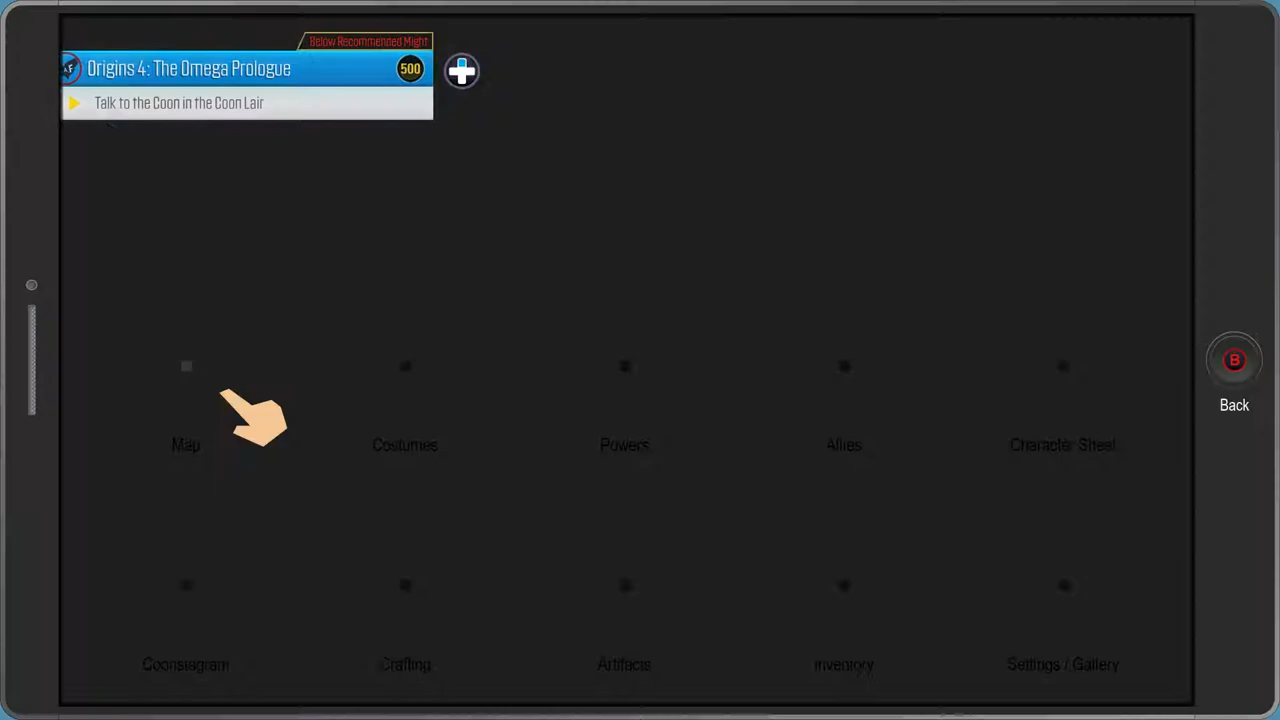 Below Recommended Might
Origins 4: The Omega Prologue
500
Talk to the Coon in the Coon Lair
B
Back
Map
Costumes
Powers
Allies
Character Sheet
Coonstagram
Crafting
Artifacts
Inventory
Settings / Gallery